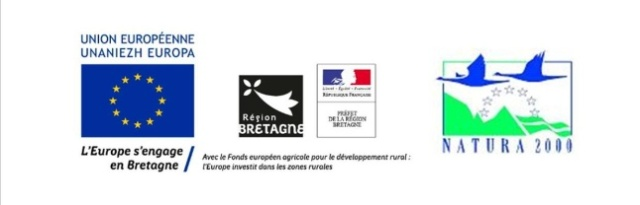 UNION EUROPÉENNE
UNANIEZH EUROPA
L'Europe s'engage
en Bretagne
Région
BRETAGNE
Liberté • Égalité • Fraternité
RÉPUBLIQUE FRANÇAISE
PRÉFET
DE LA RÉGION
BRETAGNE
Avec le Fonds européen agricole pour le développement rural :
l'Europe investit dans les zones rurales
NATURA 2000